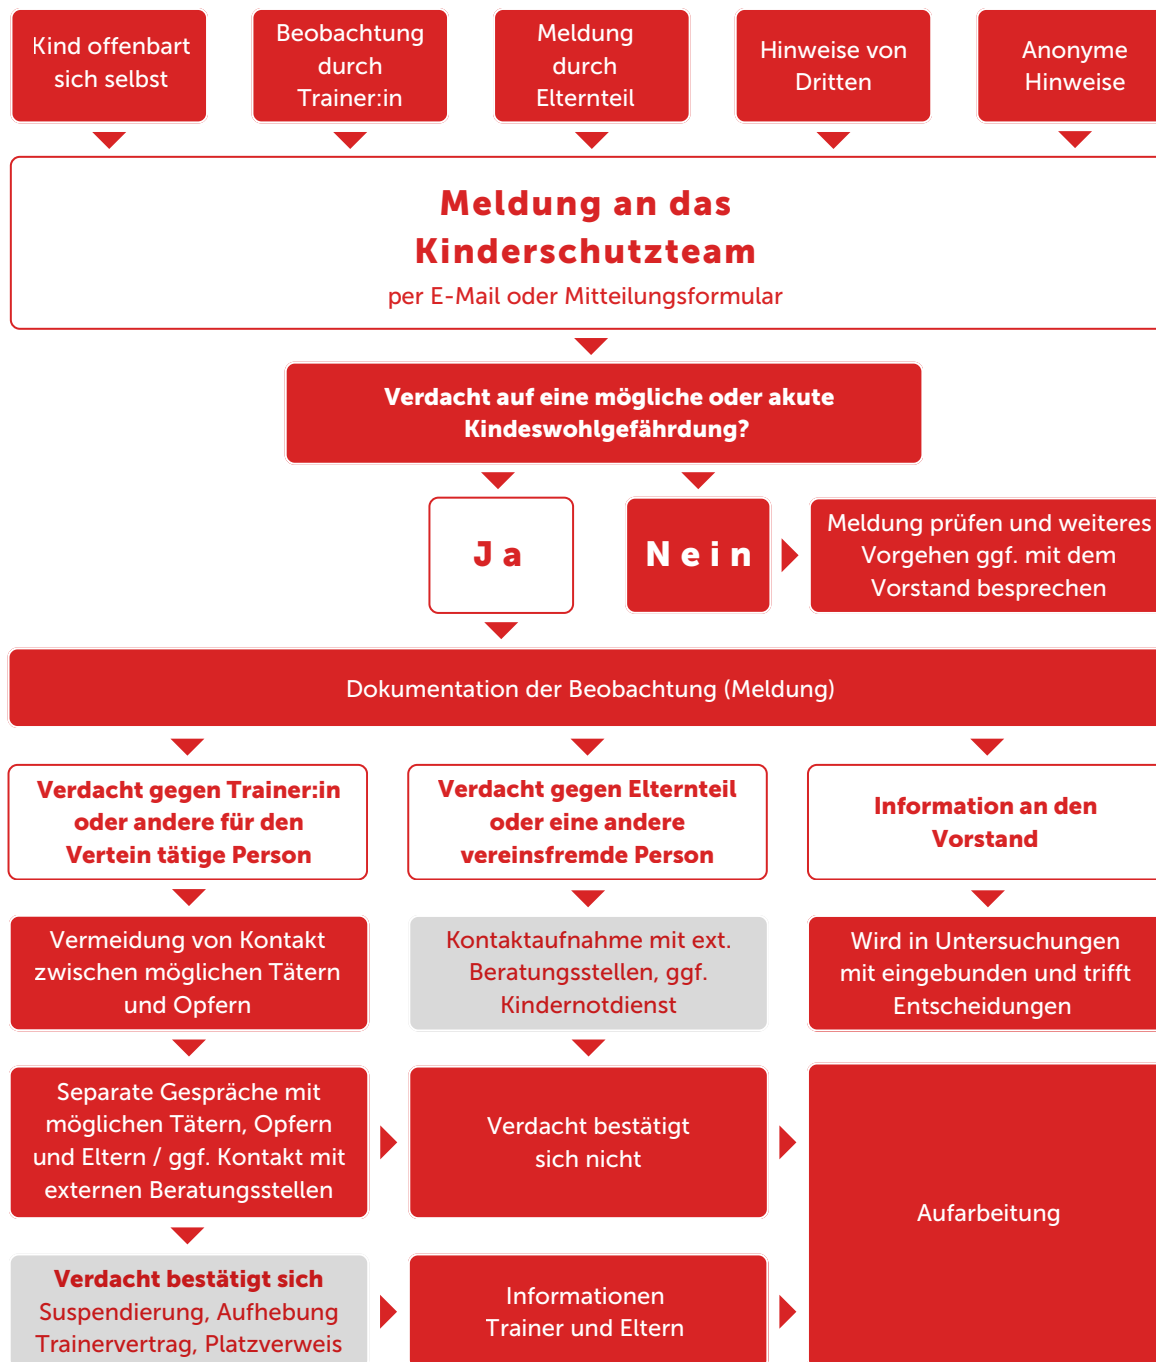 Kind offenbart
sich selbst
Beobachtung
durch
Trainer:in
Meldung
durch
Elternteil
Hinweise von
Dritten
Anonyme
Hinweise
Meldung an das
Kinderschutzteam
per E-Mail oder Mitteilungsformular
Verdacht auf eine mögliche oder akute
Kindeswohlgefährdung?
Ja
Nein
Meldung prüfen und weiteres
Vorgehen ggf. mit dem
Vorstand besprechen
Dokumentation der Beobachtung (Meldung)
Verdacht gegen Trainer:in
oder andere für den
Vertein tätige Person
Verdacht gegen Elternteil
oder eine andere
vereinsfremde Person
Information an den
Vorstand
Vermeidung von Kontakt
zwischen möglichen Tätern
und Opfern
Kontaktaufnahme mit ext.
Beratungsstellen, ggf.
Kindernotdienst
Wird in Untersuchungen
mit eingebunden und trifft
Entscheidungen
Separate Gespräche mit
möglichen Tätern, Opfern
und Eltern / ggf. Kontakt mit
externen Beratungsstellen
Verdacht bestätigt
sich nicht
Aufarbeitung
Verdacht bestätigt sich
Suspendierung, Aufhebung
Trainervertrag, Platzverweis
Informationen
Trainer und Eltern